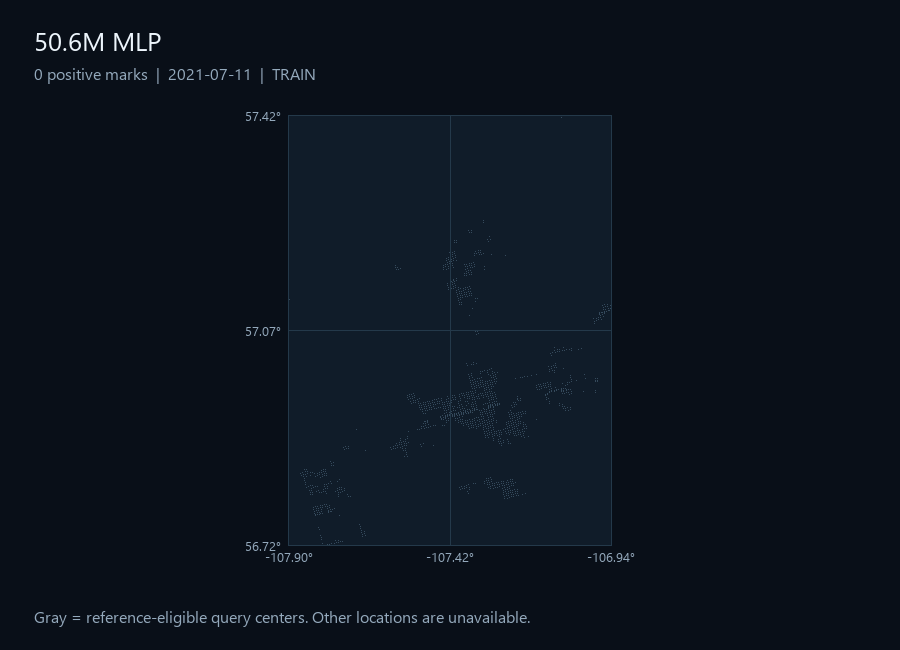 50.6M MLP
0 positive marks | 2021-07-11 | TRAIN
57.42°
57.07°
56.72°
-107.90° -107.42° -106.94°
Gray = reference-eligible query centers. Other locations are unavailable.